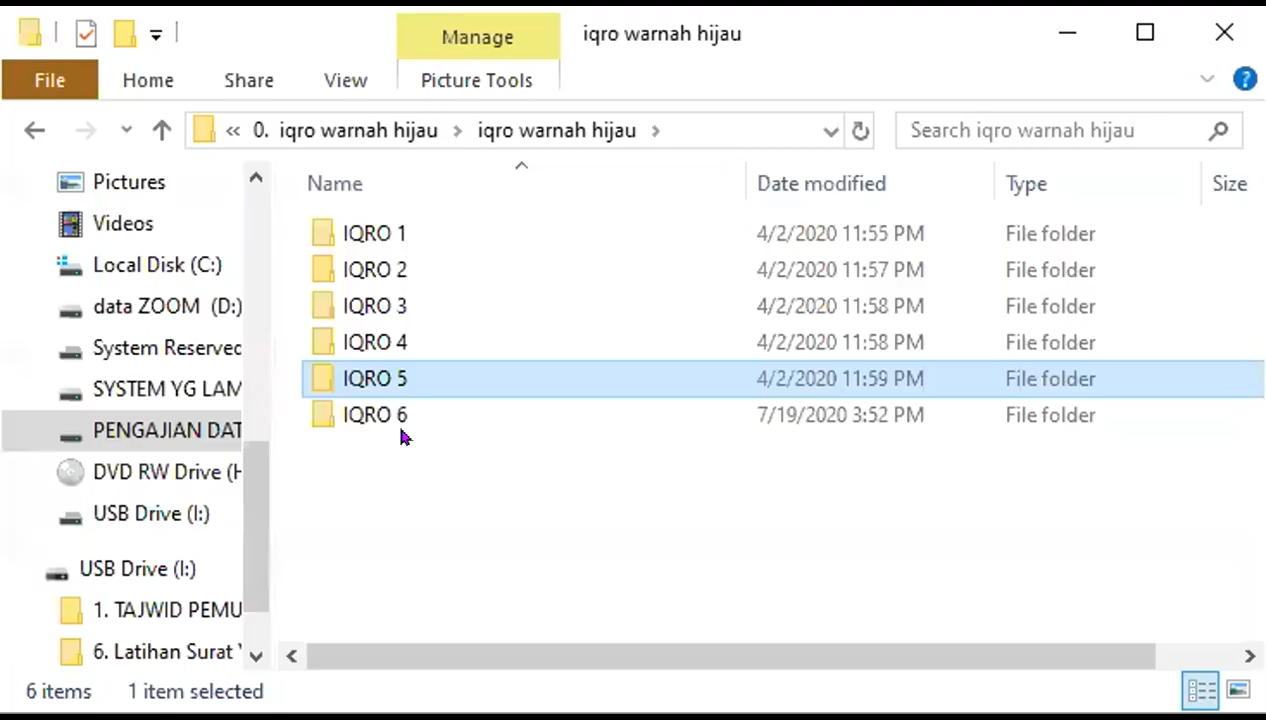 Manage
iqro warnah hijau
File
Home
Share
View
Picture Tools
?
« 0. iqro warnah hijau > iqro warnah hijau >
Search iqro warnah hijau
Pictures
Videos
Local Disk (C:)
data ZOOM (D:)
System Reserved
SYSTEM YG LAM
PENGAJIAN DAT
DVD RW Drive (H
USB Drive (I:)
USB Drive (I:)
1. TAJWID PEMU
6. Latihan Surat Y
Name
Date modified
Type
Size
IQRO 1
4/2/2020 11:55 PM
File folder
IQRO 2
4/2/2020 11:57 PM
File folder
IQRO 3
4/2/2020 11:58 PM
File folder
IQRO 4
4/2/2020 11:58 PM
File folder
IQRO 5
4/2/2020 11:59 PM
File folder
IQRO 6
7/19/2020 3:52 PM
File folder
6 items
1 item selected